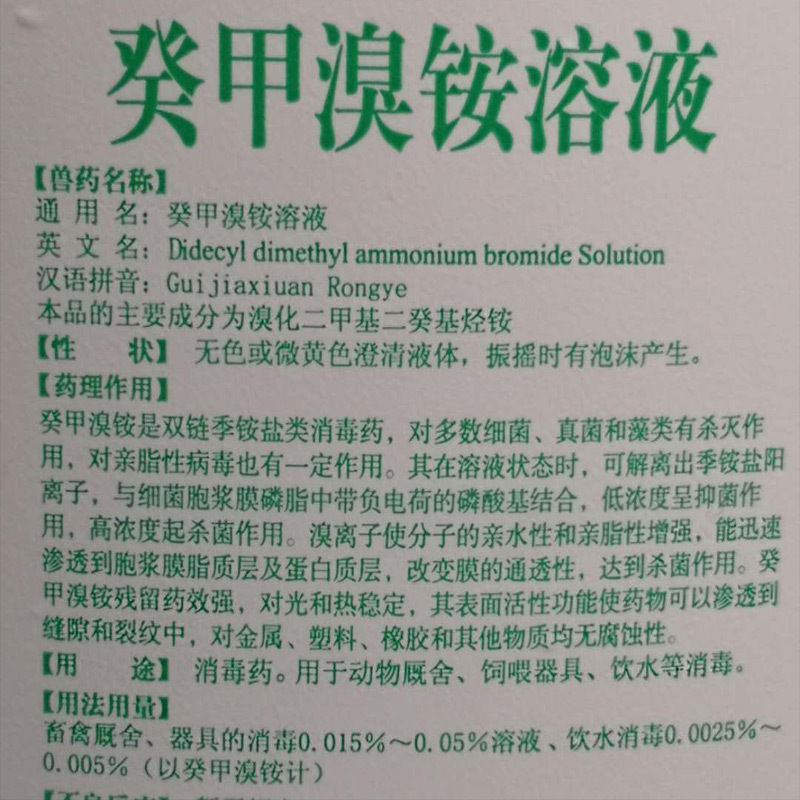 癸甲溴铵溶液
【兽药名称】
通 用 名：癸甲溴铵溶液
英 文 名：Didecyl dimethyl ammonium bromide Solution
汉语拼音：Guijiaxiuan Rongye
本品的主要成分为溴化二甲基二癸基烃铵
【性　　状】 无色或微黄色澄清液体，振摇时有泡沫产生。
【药理作用】
癸甲溴铵是双链季铵盐类消毒药，对多数细菌、真菌和藻类有杀灭作
用，对亲脂性病毒也有一定作用。其在溶液状态时，可解离出季铵盐阳
离子，与细菌胞浆膜磷脂中带负电荷的磷酸基结合，低浓度呈抑菌作
用，高浓度起杀菌作用。溴离子使分子的亲水性和亲脂性增强，能迅速
渗透到胞浆膜脂质层及蛋白质层，改变膜的通透性，达到杀菌作用。癸
甲溴铵残留药效强，对光和热稳定，其表面活性功能使药物可以渗透到
缝隙和裂纹中，对金属、塑料、橡胶和其他物质均无腐蚀性。
【用　　途】 消毒药。用于动物厩舍、饲喂器具、饮水等消毒。
【用法用量】
畜禽厩舍、器具的消毒0.015%～0.05%溶液、饮水消毒0.0025%～
0.005%（以癸甲溴铵计）